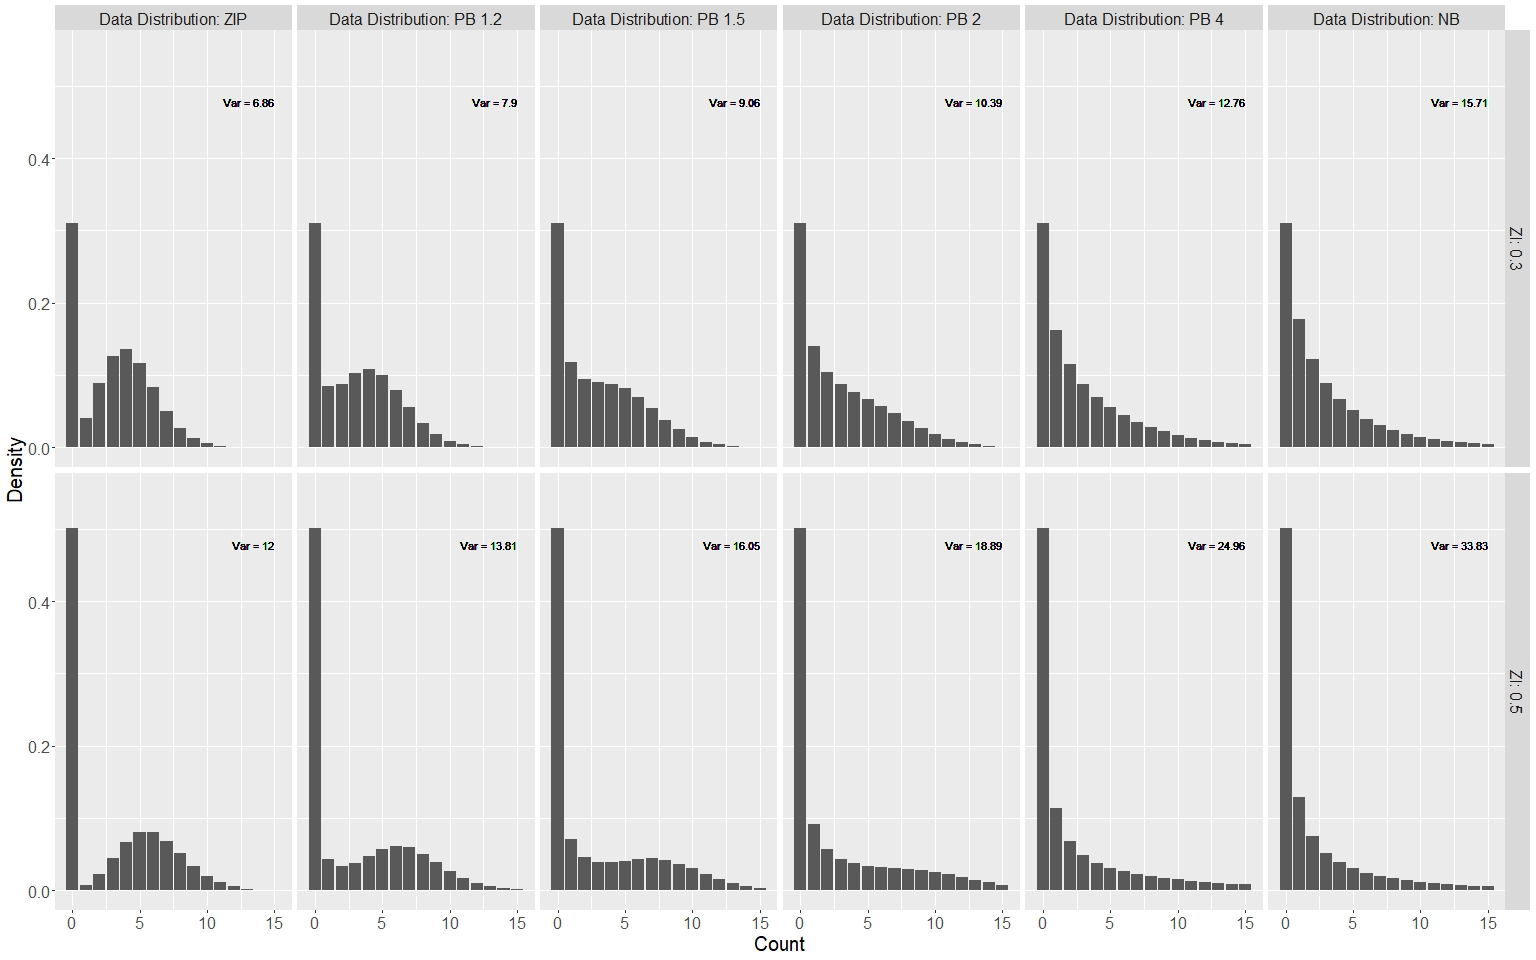 Data Distribution: ZIP
Data Distribution: PB 1.2
Data Distribution: PB 1.5
Data Distribution: PB 2
Data Distribution: PB 4
Data Distribution: NB
Var = 6.86
Var = 7.9
Var = 9.06
Var = 10.39
Var = 12.76
Var = 15.71
0.4
0.2
0.0
ZI: 0.3
Density
Var = 12
Var = 13.81
Var = 16.05
Var = 18.89
Var = 24.96
Var = 33.83
0.4
0.2
0.0
ZI: 0.5
0 5 10 15
0 5 10 15
0 5 10 15
0 5 10 15
0 5 10 15
0 5 10 15
Count